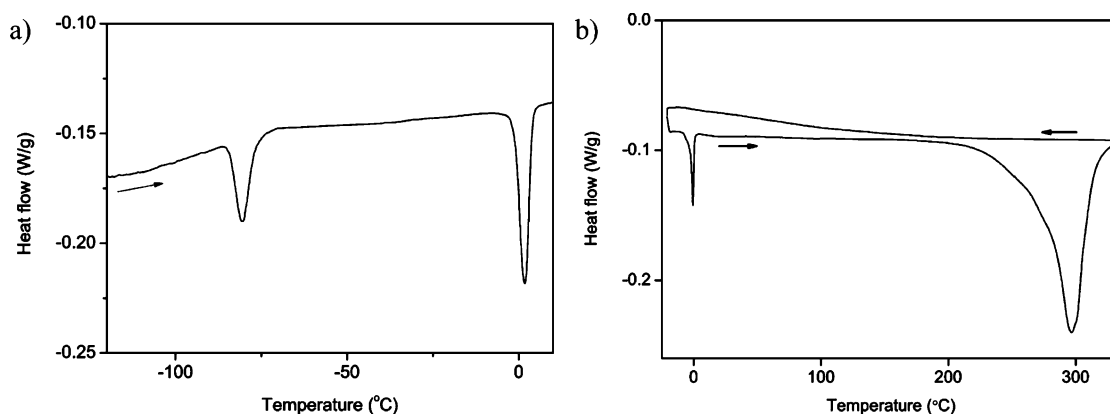 a)
-0.10
-0.15
-0.20
-0.25
Heat flow (W/g)
-100
-50
0
Temperature (°C)
b)
0.0
-0.1
-0.2
Heat flow (W/g)
0
100
200
300
Temperature (°C)